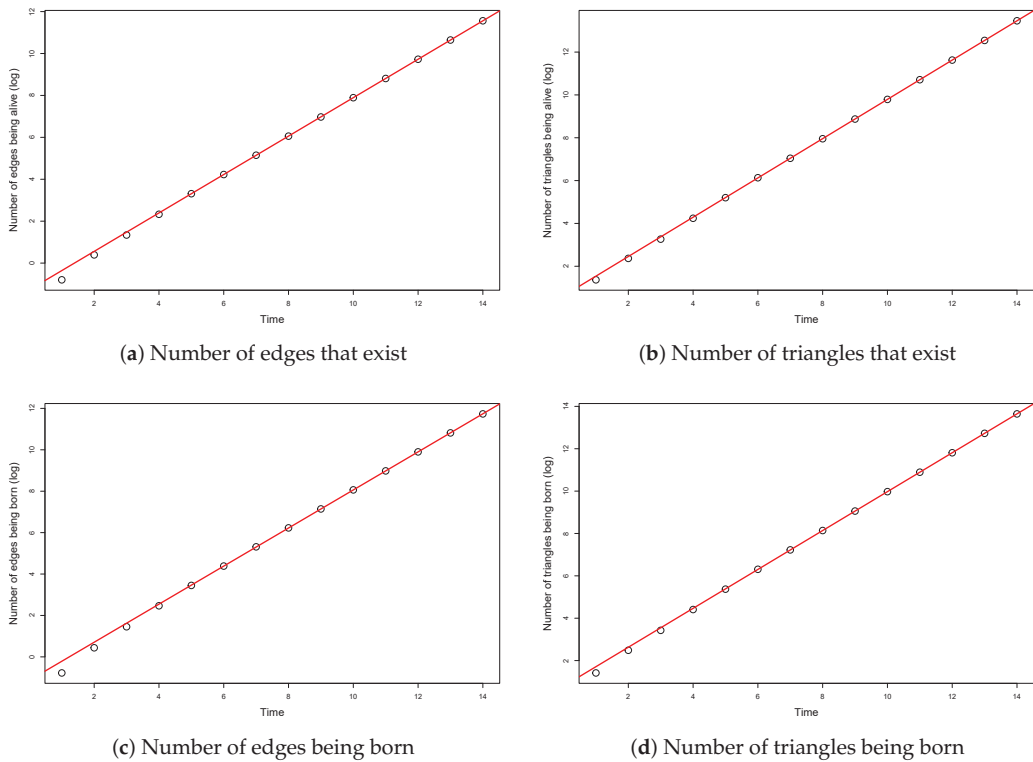 Number of edges being alive (log)
12
10
8
6
4
2
0
2 4 6 8 10 12 14
Time
(a) Number of edges that exist
Number of triangles being alive (log)
12
10
8
6
4
2
2 4 6 8 10 12 14
Time
(b) Number of triangles that exist
Number of edges being born (log)
12
10
8
6
4
2
0
2 4 6 8 10 12 14
Time
(c) Number of edges being born
Number of triangles being born (log)
14
12
10
8
6
4
2
2 4 6 8 10 12 14
Time
(d) Number of triangles being born